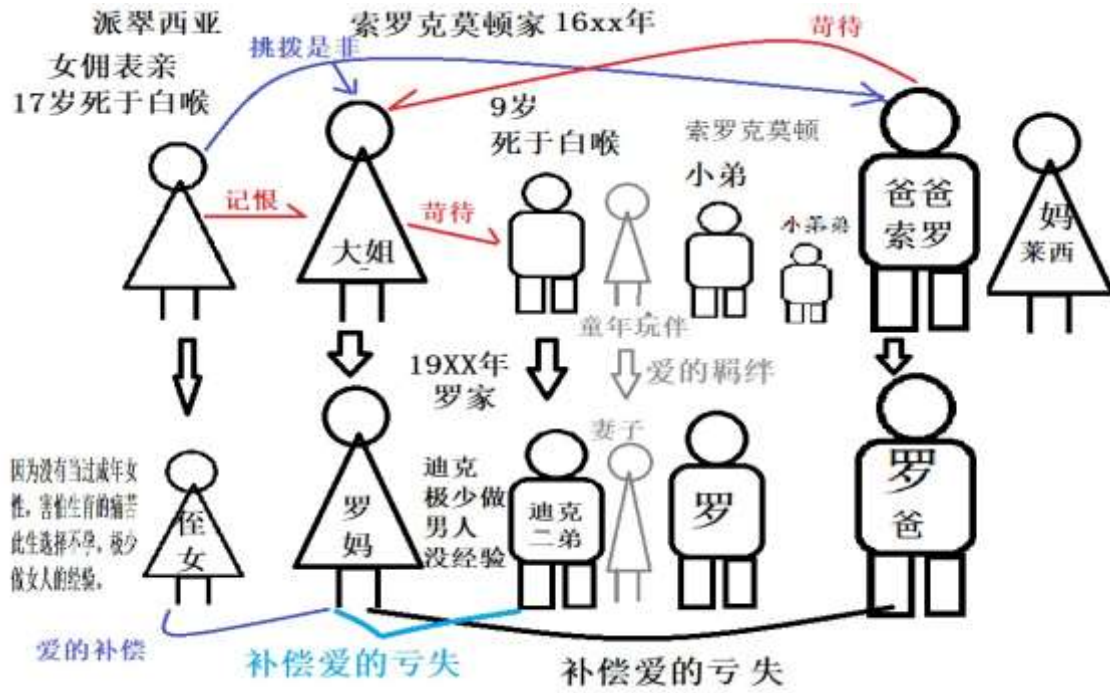 派翠西亚
索罗克莫顿家 16xx年
苛待
挑拨是非
女佣表亲
17岁死于白喉
9岁
死于白喉
索罗克莫顿
小弟
小弟弟
记恨
苛待
大姐
爸爸
索罗
妈
莱西
童年玩伴
19XX年
罗家
爱的羁绊
妻子
因为没有当过成年女
性，害怕生育的痛苦
此生选择不孕，极少
做女人的经验。
侄
女
罗
妈
迪克
极少做
男人
没经验
迪克
二弟
罗
罗
爸
爱的补偿
补偿爱的亏失
补偿爱的亏失